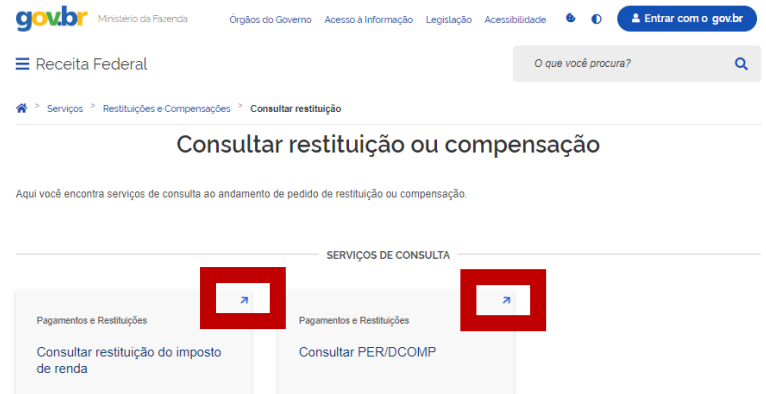 gov.br Ministério da Fazenda Órgãos do Governo Acesso à Informação Legislação Acessibilidade Entrar com o gov.br
Receita Federal O que você procura?
> Serviços > Restituições e Compensações > Consultar restituição
Consultar restituição ou compensação
Aqui você encontra serviços de consulta ao andamento de pedido de restituição ou compensação.
SERVIÇOS DE CONSULTA
Pagamentos e Restituições
Consultar restituição do imposto
de renda
Pagamentos e Restituições
Consultar PER/DCOMP